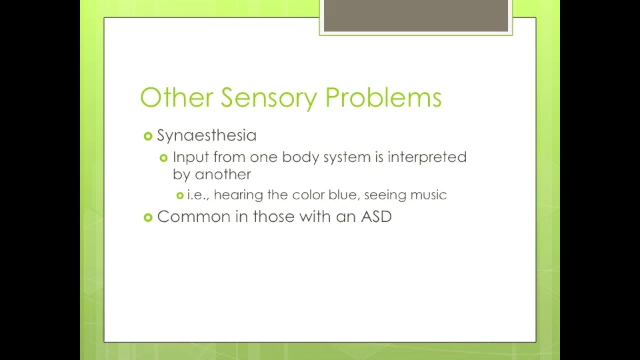 Other Sensory Problems
Synaesthesia
Input from one body system is interpreted
by another
i.e., hearing the color blue, seeing music
Common in those with an ASD